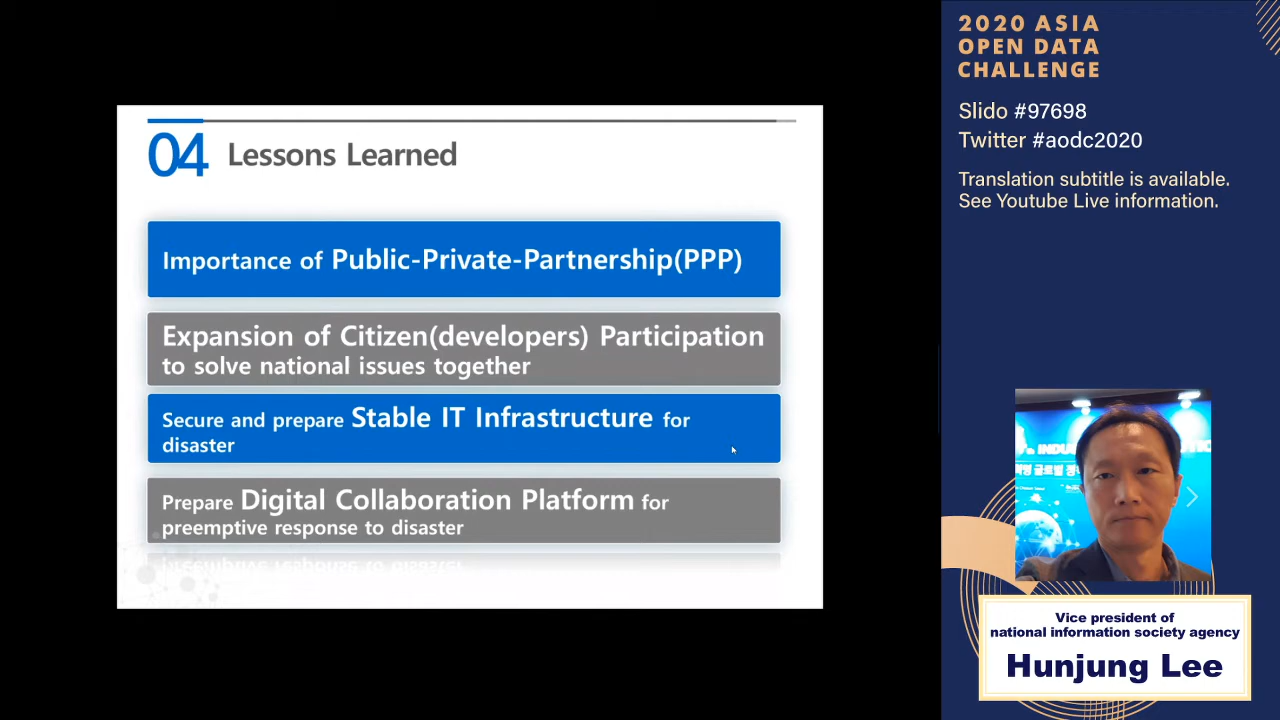 04 Lessons Learned
Importance of Public-Private-Partnership(PPP)
Expansion of Citizen(developers) Participation
to solve national issues together
Secure and prepare Stable IT Infrastructure for
disaster
Prepare Digital Collaboration Platform for
preemptive response to disaster
2020 ASIA
OPEN DATA
CHALLENGE
Slido #97698
Twitter #aodc2020
Translation subtitle is available.
See Youtube Live information.
Vice president of
national information society agency
Hunjung Lee